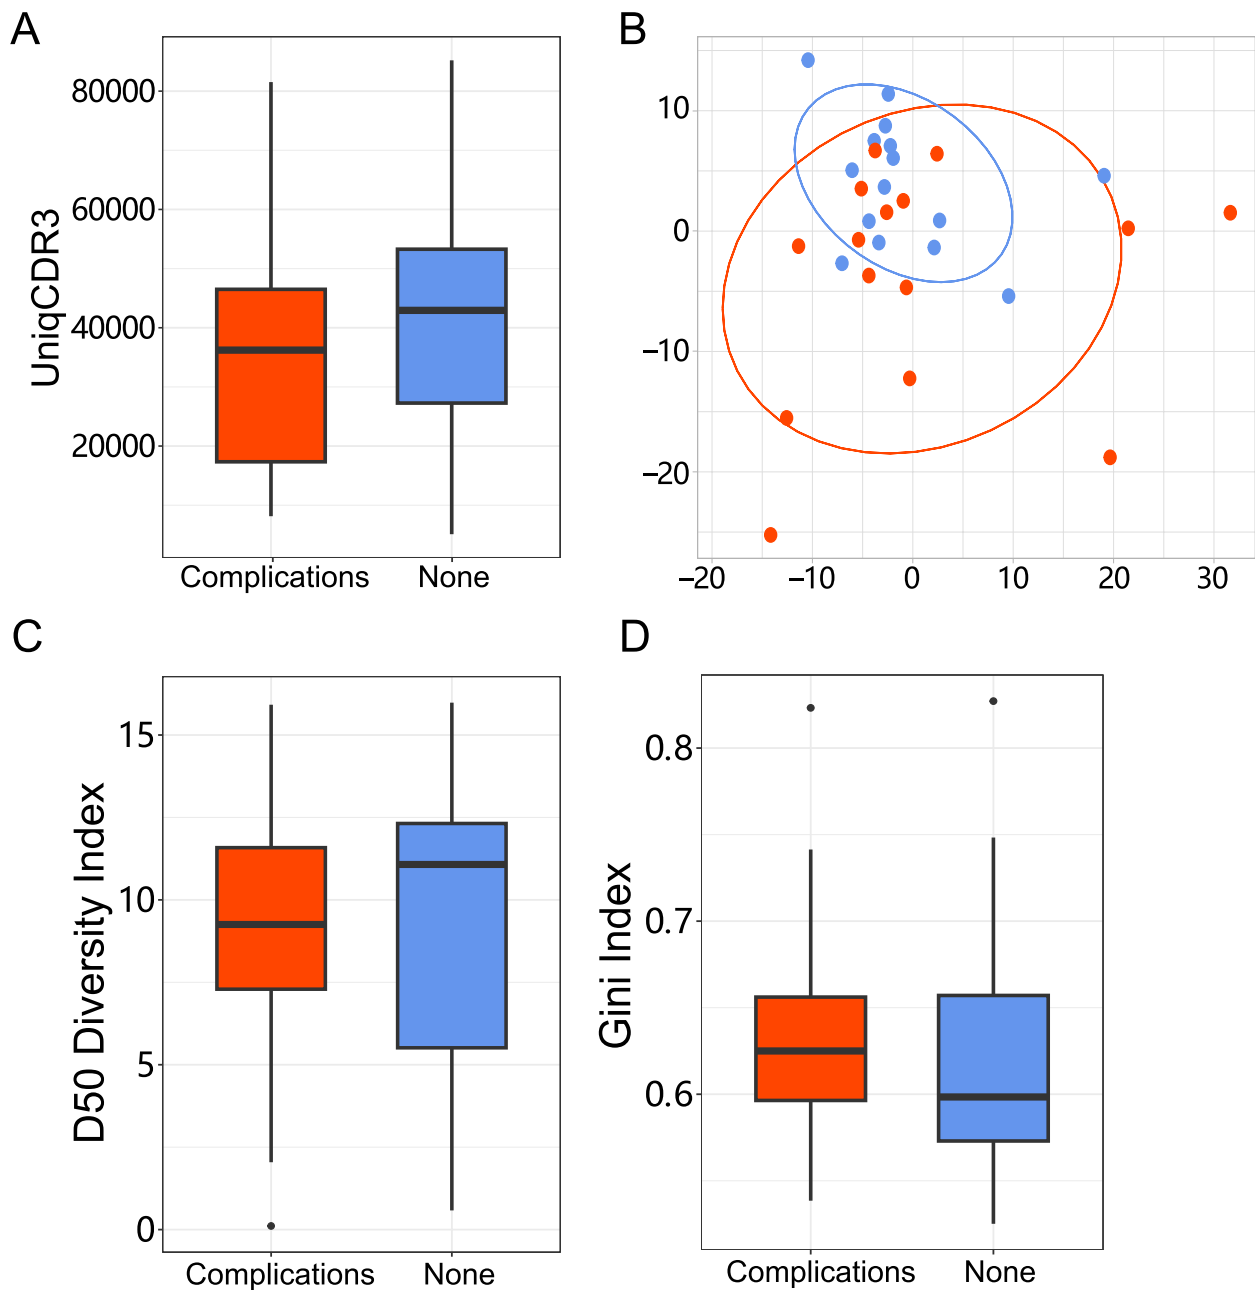 A
UniqCDR3
80000
60000
40000
20000
Complications None
B
10
0
−10
−20
−20 −10 0 10 20 30
C
D50 Diversity Index
15
10
5
0
Complications None
D
Gini Index
0.8
0.7
0.6
Complications None